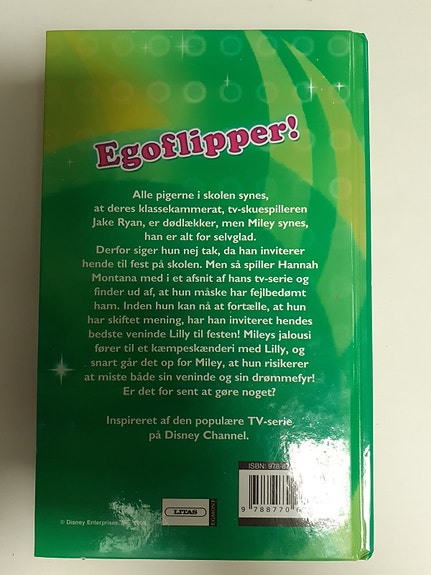 Egoflipper!
Alle pigerne i skolen synes,
at deres klassekammerat, tv-skuespilleren
Jake Ryan, er dødlækker, men Miley synes,
han er alt for selvglad.
Derfor siger hun nej tak, da han inviterer
hende til fest på skolen. Men så spiller Hannah
Montana med i et afsnit af hans tv-serie og
finder ud af, at hun måske har fejlbedømt
ham. Inden hun kan nå at fortælle, at hun
har skiftet mening, har han inviteret hendes
bedste veninde Lilly til festen! Mileys jalousi
fører til et kæmpeskænderi med Lilly, og
snart går det op for Miley, at hun risikerer
at miste både sin veninde og sin drømmefyr!
Er det for sent at gøre noget?
Inspireret af den populære TV-serie
på Disney Channel.
ISBN: 978-8
9 788770
LITAS
EGMONT
© Disney Enterprises,